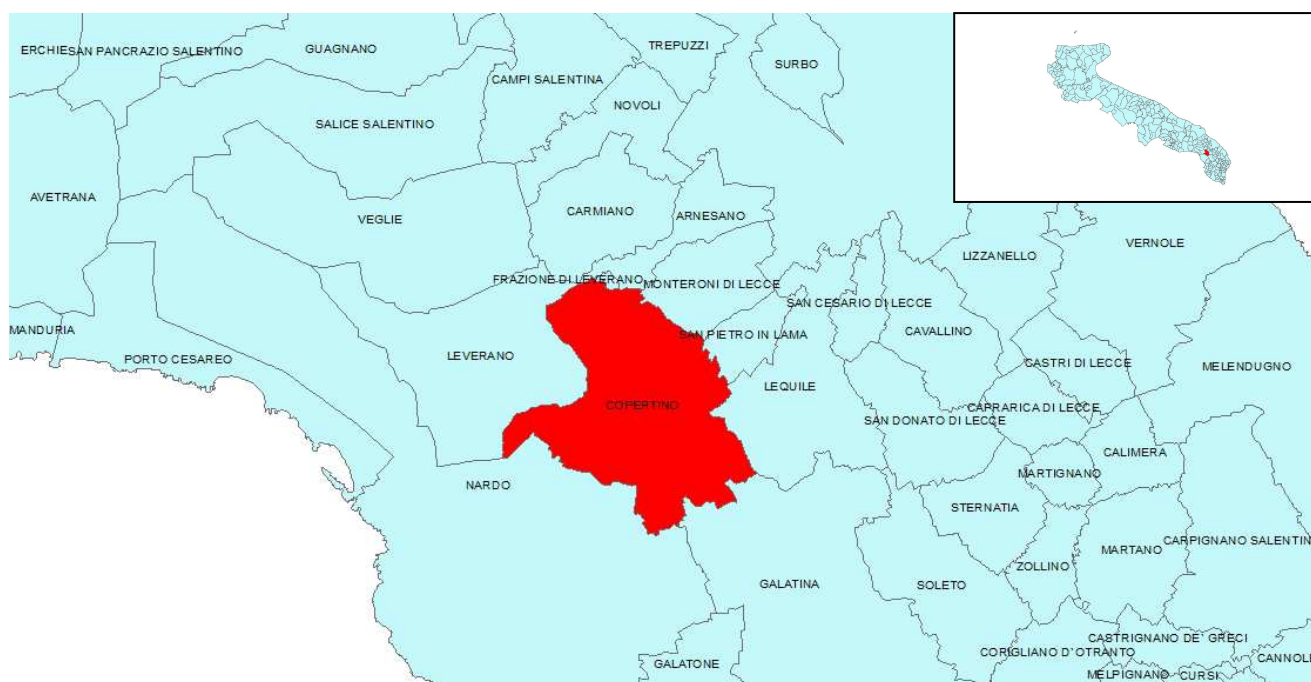 ERCHIE
SAN PANCRAZIO SALENTINO
GUAGNANO
TREPUZZI
SURBO
CAMPI SALENTINA
NOVOLI
SALICE SALENTINO
AVETRANA
VEGLIE
CARMIANO
ARNESANO
VERNOLE
LIZZANELLO
FRAZIONE DI LEVERANO
MONTERONI DI LECCE
SAN CESARIO DI LECCE
MANDURIA
PORTO CESAREO
LEVERANO
SAN PIETRO IN LAMA
CAVALLINO
CASTRI DI LECCE
MELENDUGNO
COPERTINO
LEQUILE
SAN DONATO DI LECCE
CAPRARICA DI LECCE
CALIMERA
NARDO
MARTIGNANO
STERNATIA
GALATINA
SOLETO
ZOLLINO
MARTANO
CARPIGNANO SALENTIN
GALATONE
CORIGLIANO D'OTRANTO
CASTRIGNANO DE' GRECI
CANNOL
MELPIGNANO
CURSI